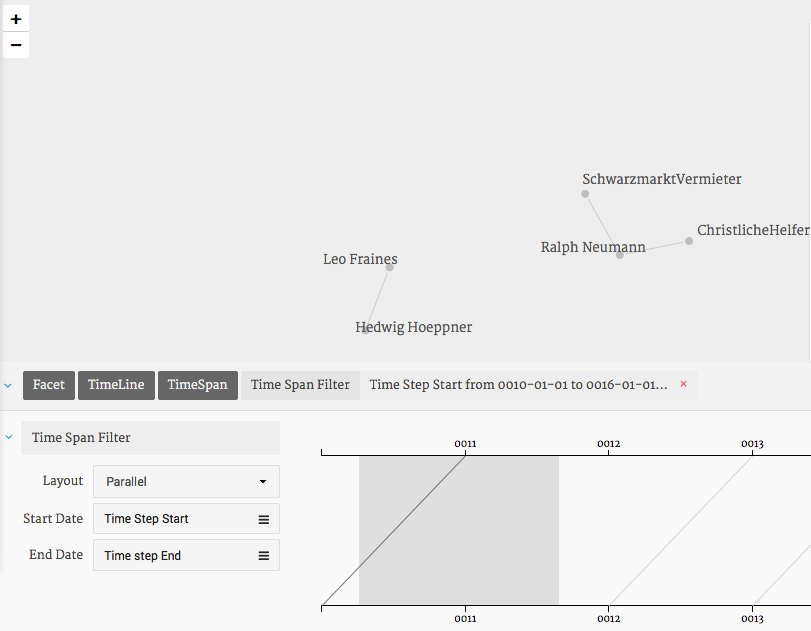 +
−
SchwarzmarktVermieter
ChristlicheHelfer
Ralph Neumann
Leo Fraines
Hedwig Hoeppner
Facet TimeLine TimeSpan Time Span Filter Time Step Start from 0010-01-01 to 0016-01-01... ×
Time Span Filter
Layout Parallel
Start Date Time Step Start
End Date Time step End
0011 0012 0013
0011 0012 0013